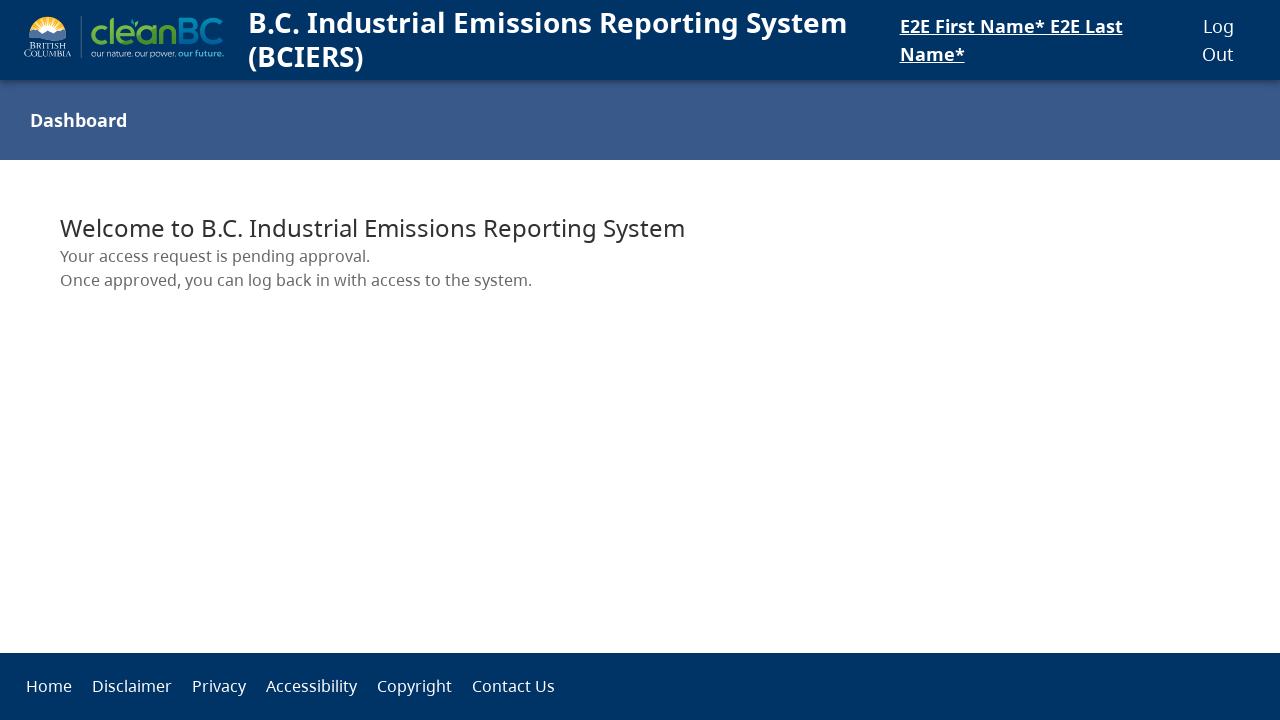 BRITISH
COLUMBIA
cleanBC
our nature. our power. our future.
B.C. Industrial Emissions Reporting System
(BCIERS)
E2E First Name* E2E Last
Name*
Log
Out
Dashboard
Welcome to B.C. Industrial Emissions Reporting System
Your access request is pending approval.
Once approved, you can log back in with access to the system.
Home Disclaimer Privacy Accessibility Copyright Contact Us